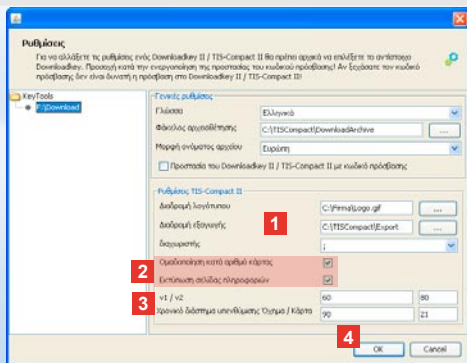 Ρυθμίσεις
Για να αλλάξετε τις ρυθμίσεις ενός Downloadkey II / TIS-Compact II θα πρέπει αρχικά να επιλέξετε το αντίστοιχο
Downloadkey. Προσοχή κατά την ενεργοποίηση της προστασίας του κωδικού πρόσβασης! Αν ξεχάσατε τον κωδικό
πρόσβασης δεν είναι δυνατή η πρόσβαση στο Downloadkey II / TIS-Compact II!
KeyTools
F:\Download
Γενικές ρυθμίσεις
Γλώσσα Ελληνικά
Φάκελος αρχειοθέτησης C:\TISCompact\DownloadArchive ...
Μορφή ονόματος αρχείου Ευρώπη
Προστασία του Downloadkey II / TIS-Compact II με κωδικό πρόσβασης
Ρυθμίσεις TIS-Compact II
Διαδρομή λογότυπου C:\Firma\Logo.gif ...
1
Διαδρομή εξαγωγής C:\TISCompact\Export ...
διαχωριστής ;
2
Ομαδοποίηση κατά αριθμό κάρτας
Εκτύπωση σελίδας πληροφοριών
3
v1 / v2 60 80
Χρονικό διάστημα υπενθύμισης Όχημα / Κάρτα 90 21
4
OK Cancel